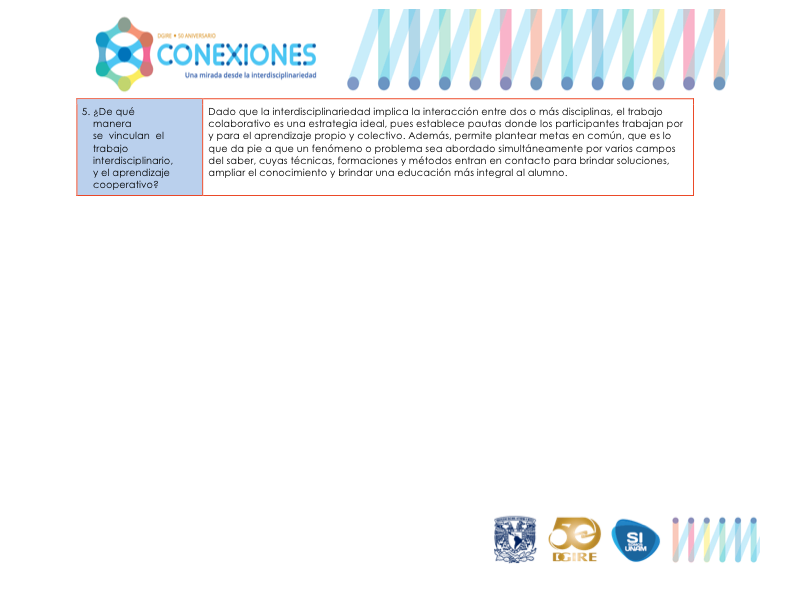 DGIRE • SI ANIVERSARIO
CONEXIONES
Una mirada desde la interdisciplinariedad
5. ¿De qué
manera
se vinculan el
trabajo
interdisciplinario,
y el aprendizaje
cooperativo?
Dado que la interdisciplinariedad implica la interacción entre dos o más disciplinas, el trabajo
colaborativo es una estrategia ideal, pues establece pautas donde los participantes trabajan por
y para el aprendizaje propio y colectivo. Además, permite plantear metas en común, que es lo
que da pie a que un fenómeno o problema sea abordado simultáneamente por varios campos
del saber, cuyas técnicas, formaciones y métodos entran en contacto para brindar soluciones,
ampliar el conocimiento y brindar una educación más integral al alumno.
50
DGIRE
SI
UNAM